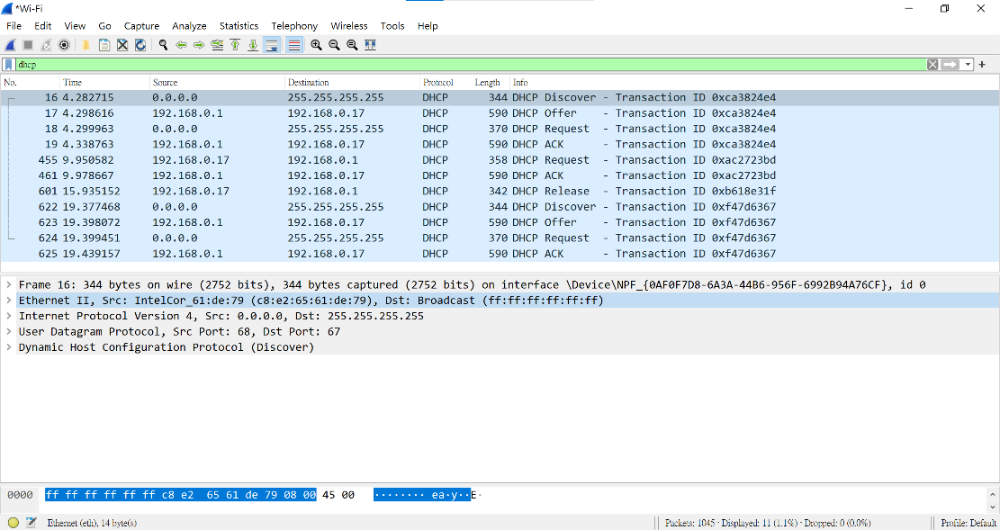 *Wi-Fi
File Edit View Go Capture Analyze Statistics Telephony Wireless Tools Help
dhcp
No. Time Source Destination Protocol Length Info
16 4.282715 0.0.0.0 255.255.255.255 DHCP 344 DHCP Discover - Transaction ID 0xca3824e4
17 4.298616 192.168.0.1 192.168.0.17 DHCP 590 DHCP Offer - Transaction ID 0xca3824e4
18 4.299963 0.0.0.0 255.255.255.255 DHCP 370 DHCP Request - Transaction ID 0xca3824e4
19 4.338763 192.168.0.1 192.168.0.17 DHCP 590 DHCP ACK - Transaction ID 0xca3824e4
455 9.950582 192.168.0.17 192.168.0.1 DHCP 358 DHCP Request - Transaction ID 0xac2723bd
461 9.978667 192.168.0.1 192.168.0.17 DHCP 590 DHCP ACK - Transaction ID 0xac2723bd
601 15.935152 192.168.0.17 192.168.0.1 DHCP 342 DHCP Release - Transaction ID 0xb618e31f
622 19.377468 0.0.0.0 255.255.255.255 DHCP 344 DHCP Discover - Transaction ID 0xf47d6367
623 19.398072 192.168.0.1 192.168.0.17 DHCP 590 DHCP Offer - Transaction ID 0xf47d6367
624 19.399451 0.0.0.0 255.255.255.255 DHCP 370 DHCP Request - Transaction ID 0xf47d6367
625 19.439157 192.168.0.1 192.168.0.17 DHCP 590 DHCP ACK - Transaction ID 0xf47d6367
Frame 16: 344 bytes on wire (2752 bits), 344 bytes captured (2752 bits) on interface \Device\NPF_{0AF0F7D8-6A3A-44B6-956F-6992B94A76CF}, id 0
Ethernet II, Src: IntelCor_61:de:79 (c8:e2:65:61:de:79), Dst: Broadcast (ff:ff:ff:ff:ff:ff)
Internet Protocol Version 4, Src: 0.0.0.0, Dst: 255.255.255.255
User Datagram Protocol, Src Port: 68, Dst Port: 67
Dynamic Host Configuration Protocol (Discover)
0000 ff ff ff ff ff ff c8 e2 65 61 de 79 08 00 45 00 ········ ea·y··E·
Ethernet (eth), 14 byte(s) Packets: 1045 · Displayed: 11 (1.1%) · Dropped: 0 (0.0%) Profile: Default